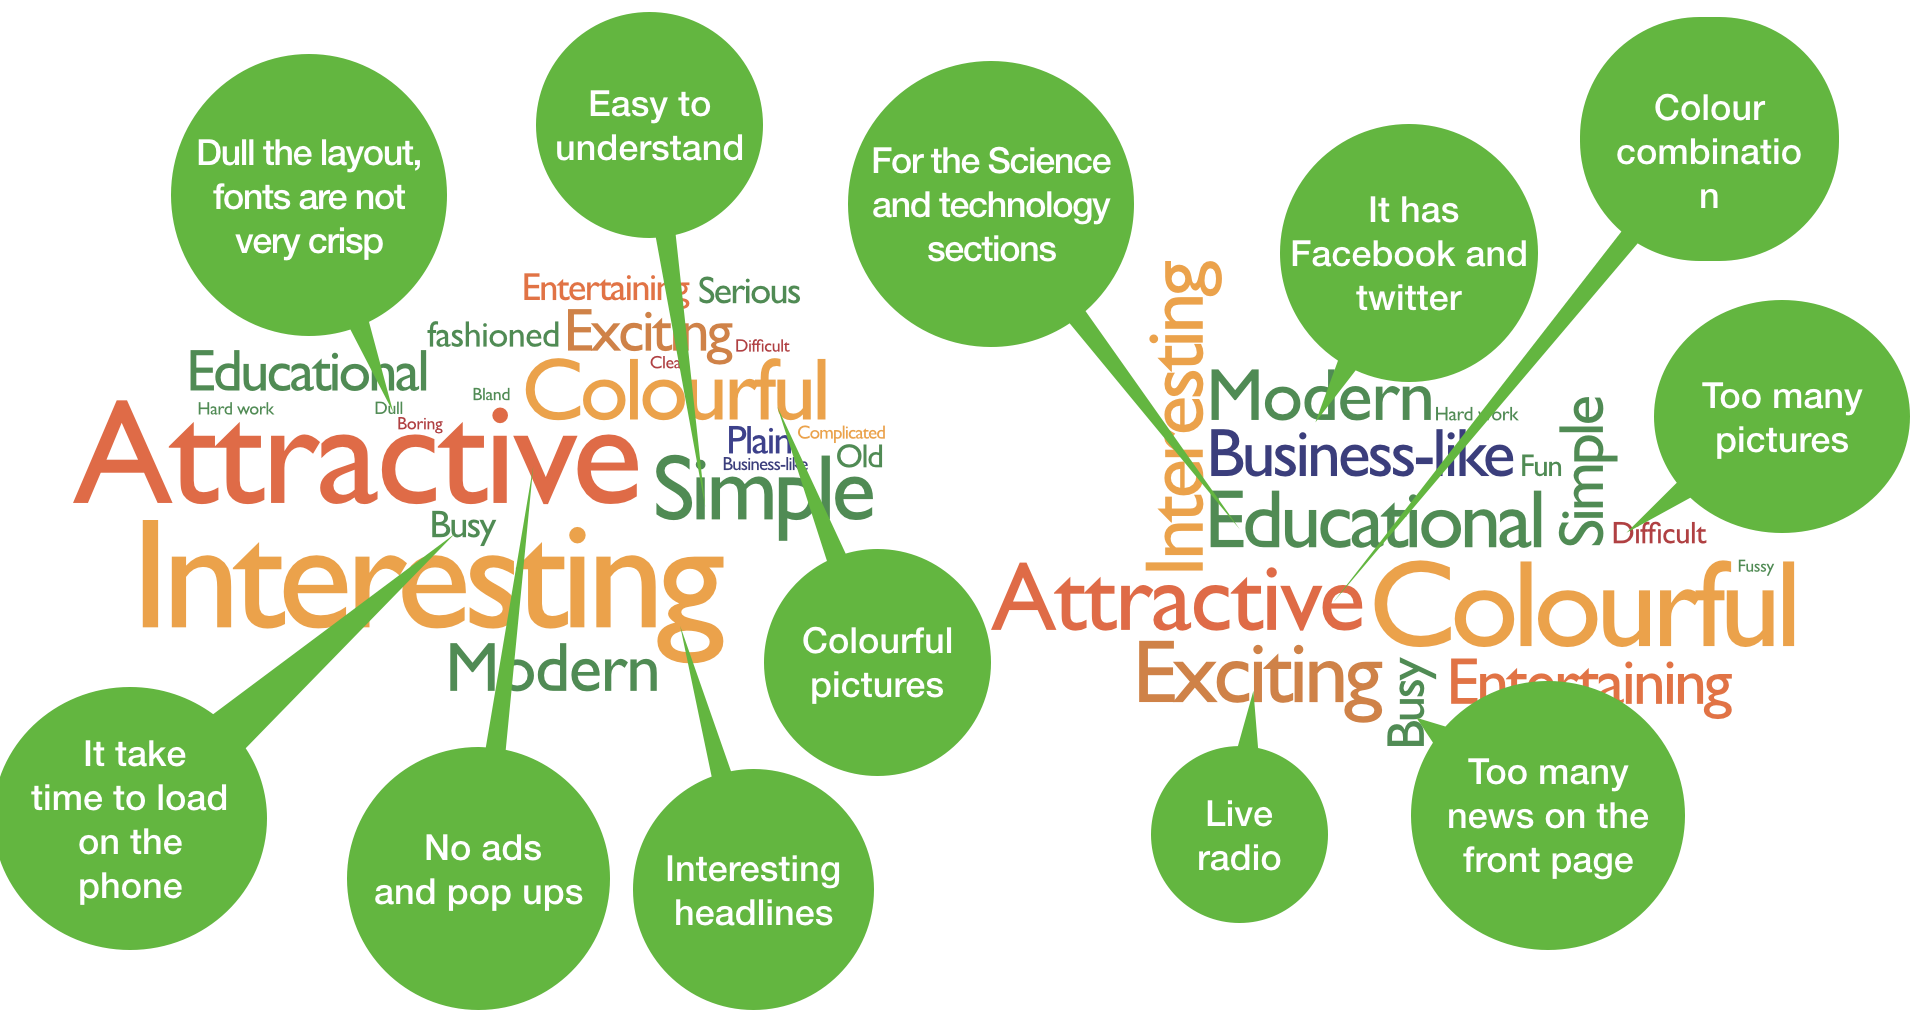 Dull the layout,
fonts are not
very crisp
Easy to
understand
For the Science
and technology
sections
It has
Facebook and
twitter
Colour
combinatio
n
Too many
pictures
Entertaining
Serious
fashioned
Exciting
Difficult
Clear
Educational
Colourful
Hard work
Dull
Bland
Boring
Attractive
Plain
Complicated
Business-like
Old
Simple
Busy
Interesting
Modern
Interesting
Modern
Hard work
Business-like
Fun
Simple
Educational
Difficult
Attractive
Colourful
Fussy
Exciting
Busy
Entertaining
It take
time to load
on the
phone
No ads
and pop ups
Interesting
headlines
Colourful
pictures
Live
radio
Too many
news on the
front page